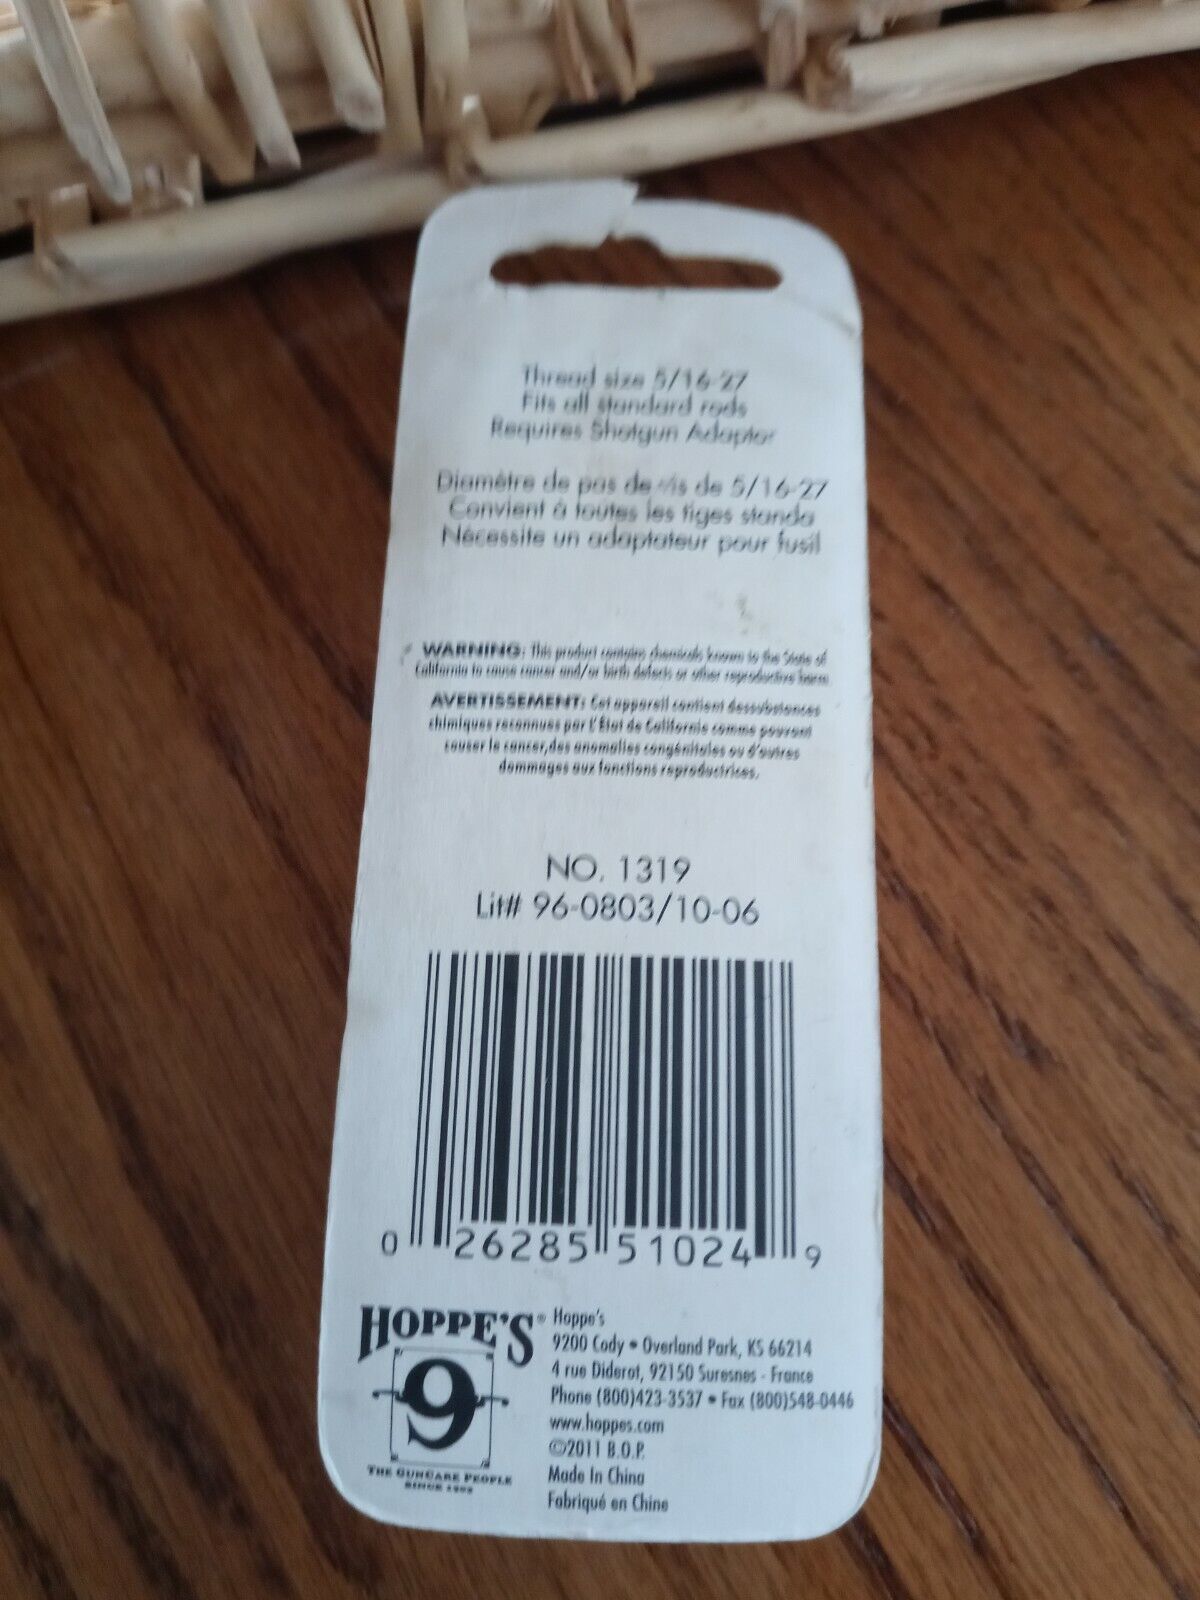 Thread size 5/16-27
Fits all standard rods
Requires Shotgun Adaptor
Diamétre de pas de vis de 5/16-27
Convient à toutes les tiges standa
Nécessite un adaptateur pour fusil
WARNING: This product contains chemicals known to the State of
California to cause cancer and/or birth defects or other reproductive harm.
AVERTISSEMENT: Cet appareil contient dessubstances
chimiques reconnues par l'État de Californie comme pouvant
causer le cancer,des anomalies congénitales ou d'autres
dommages aux fonctions reproductrices.
NO. 1319
Lit# 96-0803/10-06
0 26285 51024 9
HOPPE'S®
9
THE GUNCARE PEOPLE
SINCE 1903
Hoppe's
9200 Cody • Overland Park, KS 66214
4 rue Diderot, 92150 Suresnes - France
Phone (800)423-3537 • Fax (800)548-0446
www.hoppes.com
©2011 B.O.P.
Made In China
Fabriqué en Chine